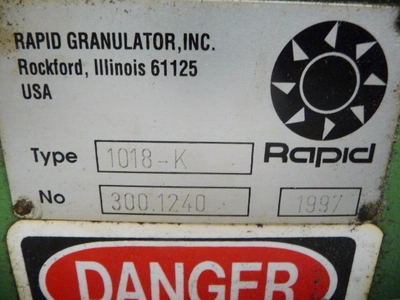 RAPID GRANULATOR, INC.
Rockford, Illinois 61125
USA
Rapid
Type 1018-K
No 300.1240 1997
DANGER